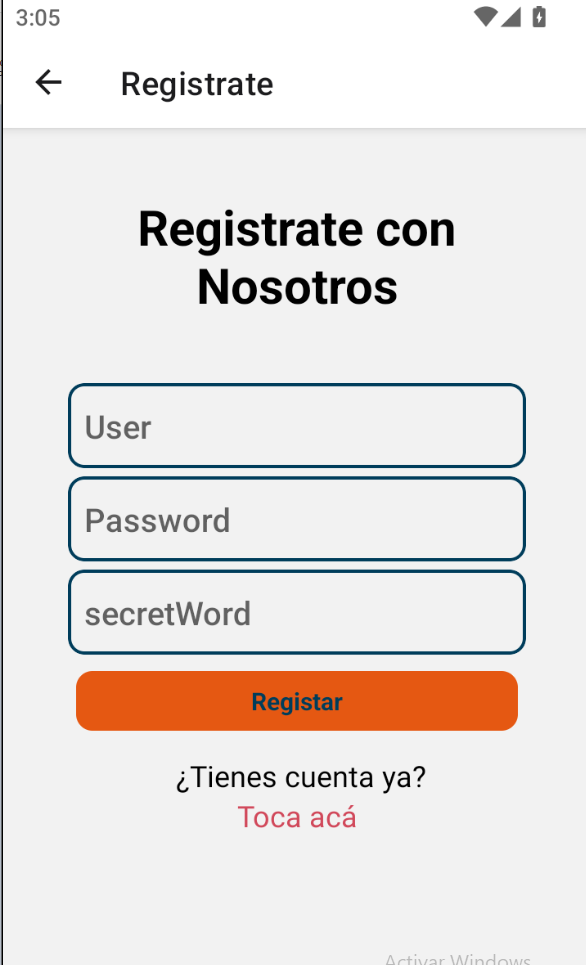 3:05
Registrate
Registrate con
Nosotros
User
Password
secretWord
Registar
¿Tienes cuenta ya?
Toca acá
Activar Windows